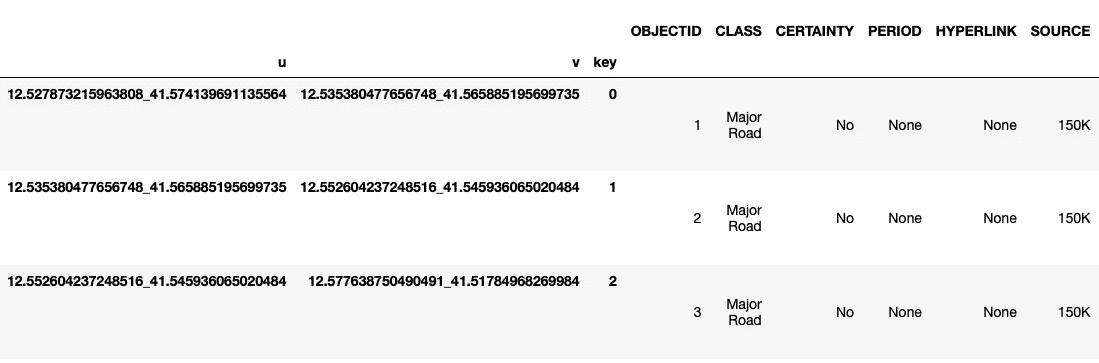 OBJECTID CLASS CERTAINTY PERIOD HYPERLINK SOURCE
u v key
12.527873215963808_41.574139691135564 12.535380477656748_41.565885195699735 0
1 Major Road No None None 150K
12.535380477656748_41.565885195699735 12.552604237248516_41.545936065020484 1
2 Major Road No None None 150K
12.552604237248516_41.545936065020484 12.577638750490491_41.51784968269984 2
3 Major Road No None None 150K